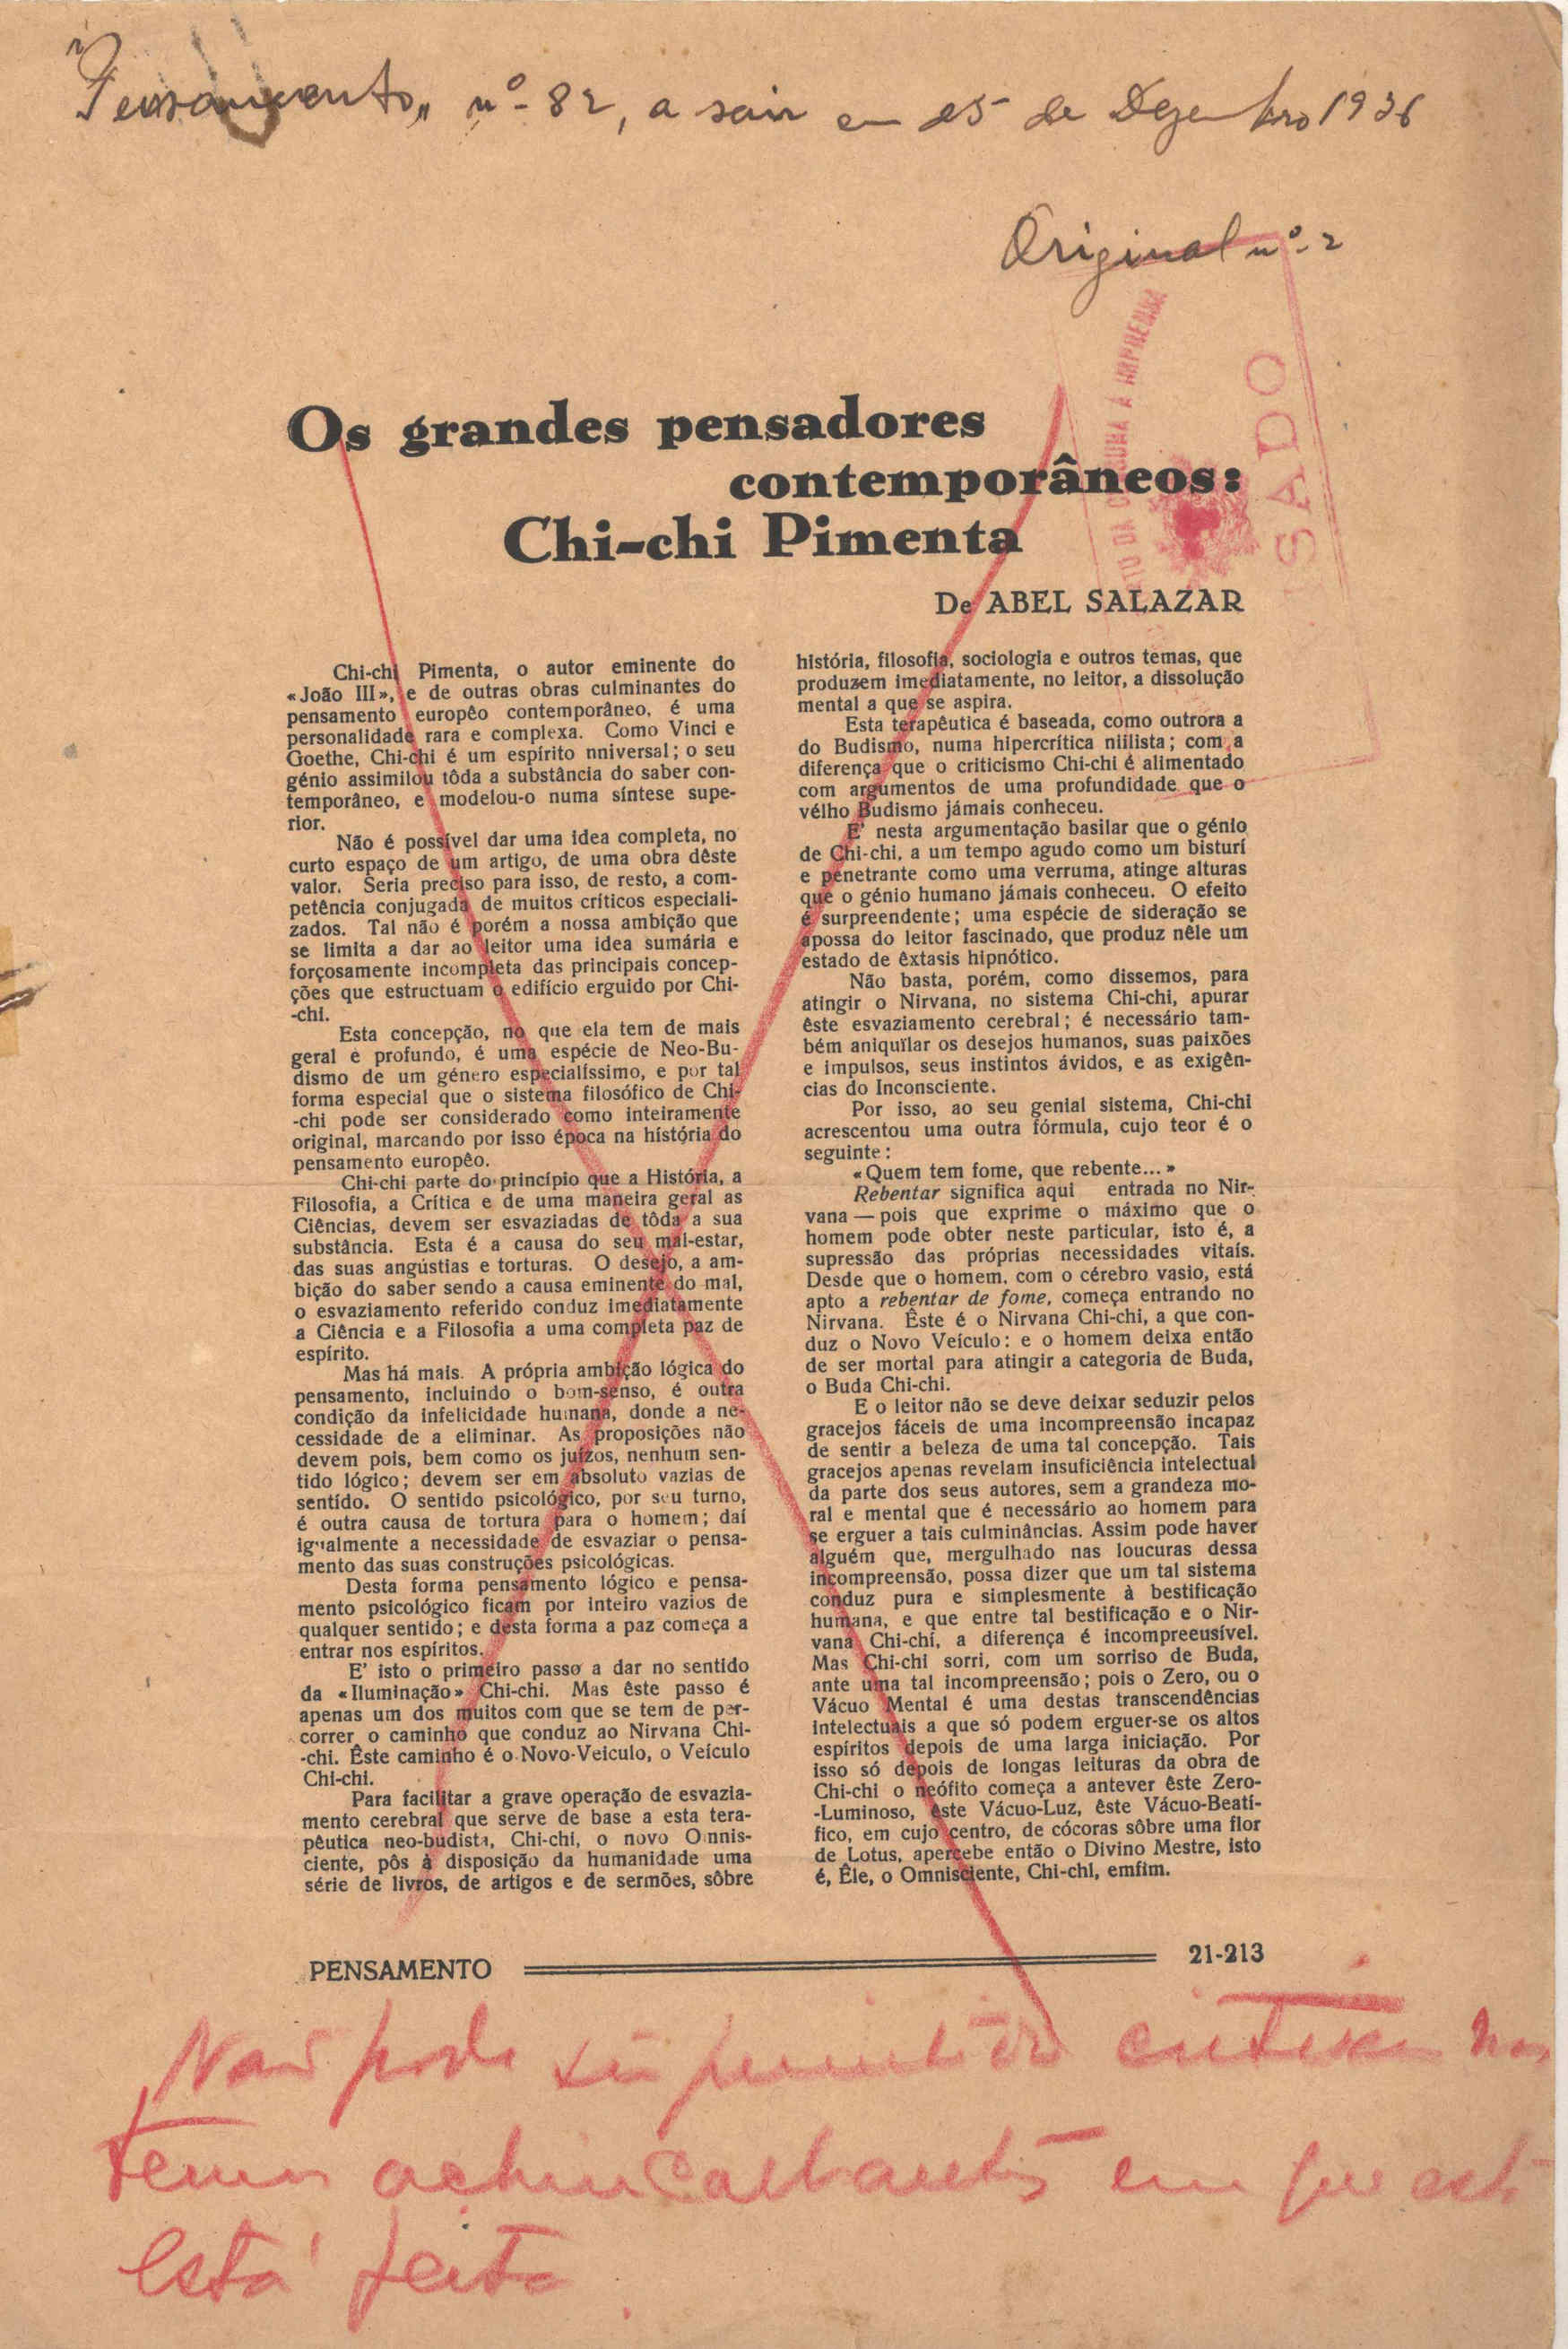 "Pensamento" nº-82, a sair em 25 de Dezembro 1936
Original nº-2
A IMPRENSA
Os grandes pensadores
contemporâneos:
Chi-chi Pimenta
De ABEL SALAZAR
Chi-chi Pimenta, o autor eminente do
«João III», e de outras obras culminantes do
pensamento europêo contemporâneo, é uma
personalidade rara e complexa. Como Vinci e
Goethe, Chi-chi é um espírito nniversal; o seu
génio assimilou tôda a substância do saber con-
temporâneo, e modelou-o numa síntese supe-
rior.
Não é possível dar uma idea completa, no
curto espaço de um artigo, de uma obra dêste
valor. Seria preciso para isso, de resto, a com-
petência conjugada de muitos críticos especiali-
zados. Tal não é porém a nossa ambição que
se limita a dar ao leitor uma idea sumária e
forçosamente incompleta das principais concep-
ções que estructuam o edifício erguido por Chi-
-chi.
Esta concepção, no que ela tem de mais
geral e profundo, é uma espécie de Neo-Bu-
dismo de um género especialíssimo, e por tal
forma especial que o sistema filosófico de Chi-
-chi pode ser considerado como inteiramente
original, marcando por isso época na história do
pensamento europêo.
Chi-chi parte do princípio que a História, a
Filosofia, a Crítica e de uma maneira geral as
Ciências, devem ser esvaziadas de tôda a sua
substância. Esta é a causa do seu mal-estar,
das suas angústias e torturas. O desejo, a am-
bição do saber sendo a causa eminente do mal,
o esvaziamento referido conduz imediatamente
a Ciência e a Filosofia a uma completa paz de
espírito.
Mas há mais. A própria ambição lógica do
pensamento, incluindo o bom-senso, é outra
condição da infelicidade humana, donde a ne-
cessidade de a eliminar. As proposições não
devem pois, bem como os juízos, nenhum sen-
tido lógico; devem ser em absoluto vazias de
sentido. O sentido psicológico, por seu turno,
é outra causa de tortura para o homem; daí
igualmente a necessidade de esvaziar o pensa-
mento das suas construções psicológicas.
Desta forma pensamento lógico e pensa-
mento psicológico ficam por inteiro vazios de
qualquer sentido; e desta forma a paz começa a
entrar nos espíritos.
E' isto o primeiro passo a dar no sentido
da «Iluminação» Chi-chi. Mas êste passo é
apenas um dos muitos com que se tem de per-
correr o caminho que conduz ao Nirvana Chi-
-chi. Êste caminho é o Novo-Veiculo, o Veículo
Chi-chi.
Para facilitar a grave operação de esvazia-
mento cerebral que serve de base a esta tera-
pêutica neo-budista, Chi-chi, o novo Omnis-
ciente, pôs à disposição da humanidade uma
série de livros, de artigos e de sermões, sôbre
história, filosofia, sociologia e outros temas, que
produzem imediatamente, no leitor, a dissolução
mental a que se aspira.
Esta terapêutica é baseada, como outrora a
do Budismo, numa hipercrítica niilista; com a
diferença que o criticismo Chi-chi é alimentado
com argumentos de uma profundidade que o
vélho Budismo jámais conheceu.
E' nesta argumentação basilar que o génio
de Chi-chi, a um tempo agudo como um bisturí
e penetrante como uma verruma, atinge alturas
que o génio humano jámais conheceu. O efeito
é surpreendente; uma espécie de sideração se
apossa do leitor fascinado, que produz nêle um
estado de êxtasis hipnótico.
Não basta, porém, como dissemos, para
atingir o Nirvana, no sistema Chi-chi, apurar
êste esvaziamento cerebral; é necessário tam-
bém aniquïlar os desejos humanos, suas paixões
e impulsos, seus instintos ávidos, e as exigên-
cias do Inconsciente.
Por isso, ao seu genial sistema, Chi-chi
acrescentou uma outra fórmula, cujo teor é o
seguinte:
«Quem tem fome, que rebente...»
Rebentar significa aqui entrada no Nir-
vana — pois que exprime o máximo que o
homem pode obter neste particular, isto é, a
supressão das próprias necessidades vitais.
Desde que o homem, com o cérebro vasio, está
apto a rebentar de fome, começa entrando no
Nirvana. Êste é o Nirvana Chi-chi, a que con-
duz o Novo Veículo: e o homem deixa então
de ser mortal para atingir a categoria de Buda,
o Buda Chi-chi.
E o leitor não se deve deixar seduzir pelos
gracejos fáceis de uma incompreensão incapaz
de sentir a beleza de uma tal concepção. Tais
gracejos apenas revelam insuficiência intelectual
da parte dos seus autores, sem a grandeza mo-
ral e mental que é necessário ao homem para
se erguer a tais culminâncias. Assim pode haver
alguém que, mergulhado nas loucuras dessa
incompreensão, possa dizer que um tal sistema
conduz pura e simplesmente à bestificação
humana, e que entre tal bestificação e o Nir-
vana Chi-chi, a diferença é incompreeusível.
Mas Chi-chi sorri, com um sorriso de Buda,
ante uma tal incompreensão; pois o Zero, ou o
Vácuo Mental é uma destas transcendências
intelectuais a que só podem erguer-se os altos
espíritos depois de uma larga iniciação. Por
isso só depois de longas leituras da obra de
Chi-chi o neófito começa a antever êste Zero-
-Luminoso, êste Vácuo-Luz, êste Vácuo-Beatí-
fico, em cujo centro, de cócoras sôbre uma flor
de Lotus, apercebe então o Divino Mestre, isto
é, Êle, o Omnisciente, Chi-chi, emfim.
PENSAMENTO 21-213
Não pode ser permitida critica nos
termos achincalhantes em que esta
está feita